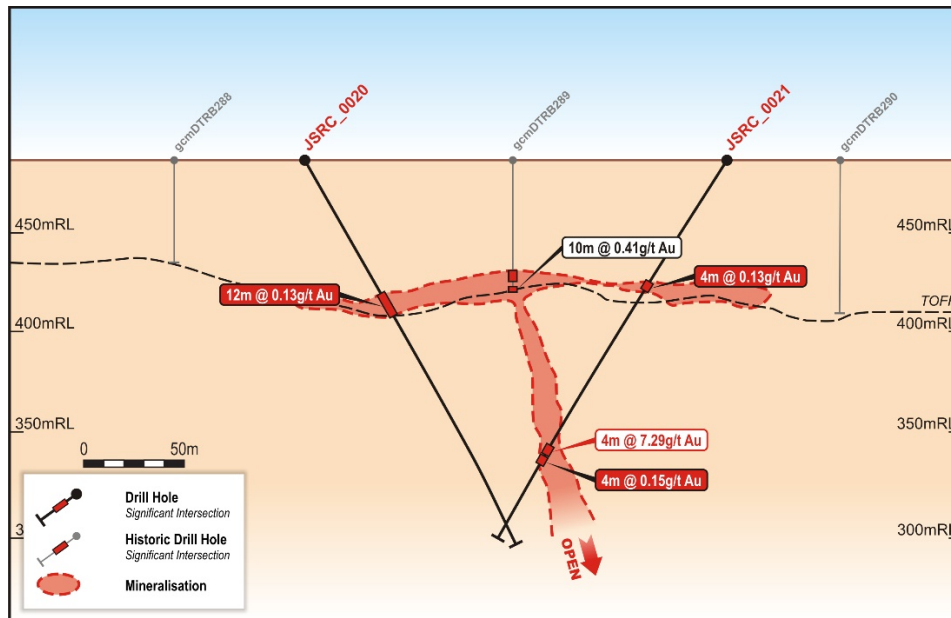 gcmDTRB288
JSRC_0020
gcmDTRB289
JSRC_0021
gcmDTRB290
450mRL
450mRL
10m @ 0.41g/t Au
12m @ 0.13g/t Au
4m @ 0.13g/t Au
400mRL
400mRL
350mRL
350mRL
4m @ 7.29g/t Au
4m @ 0.15g/t Au
0
50m
300mRL
OPEN
Drill Hole
Significant Intersection
Historic Drill Hole
Significant Intersection
Mineralisation